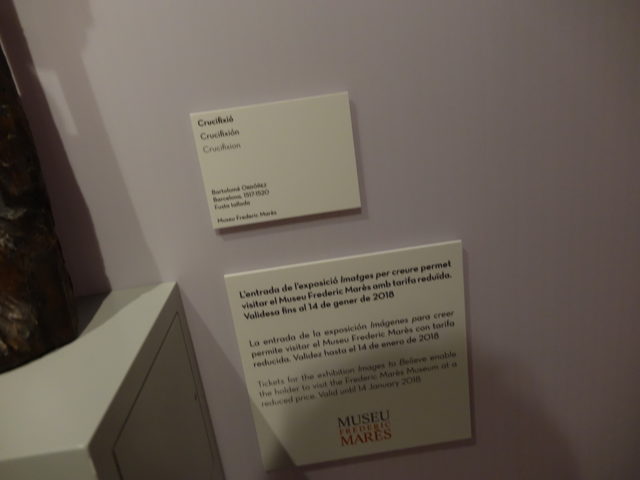 Crucifixió
Crucifixión
Crucifixion
Bartolomé Ordóñez
Barcelona, 1517-1520
Fusta tallada
Museu Frederic Marès
L'entrada de l'exposició Imatges per creure permet
visitar el Museu Frederic Marès amb tarifa reduïda.
Validesa fins al 14 de gener de 2018
La entrada de la exposición Imágenes para creer
permite visitar el Museu Frederic Marès con tarifa
reducida. Validez hasta el 14 de enero de 2018
Tickets for the exhibition Images to Believe enable
the holder to visit the Frederic Marès Museum at a
reduced price. Valid until 14 January 2018
MUSEU
FREDERIC
MARÈS